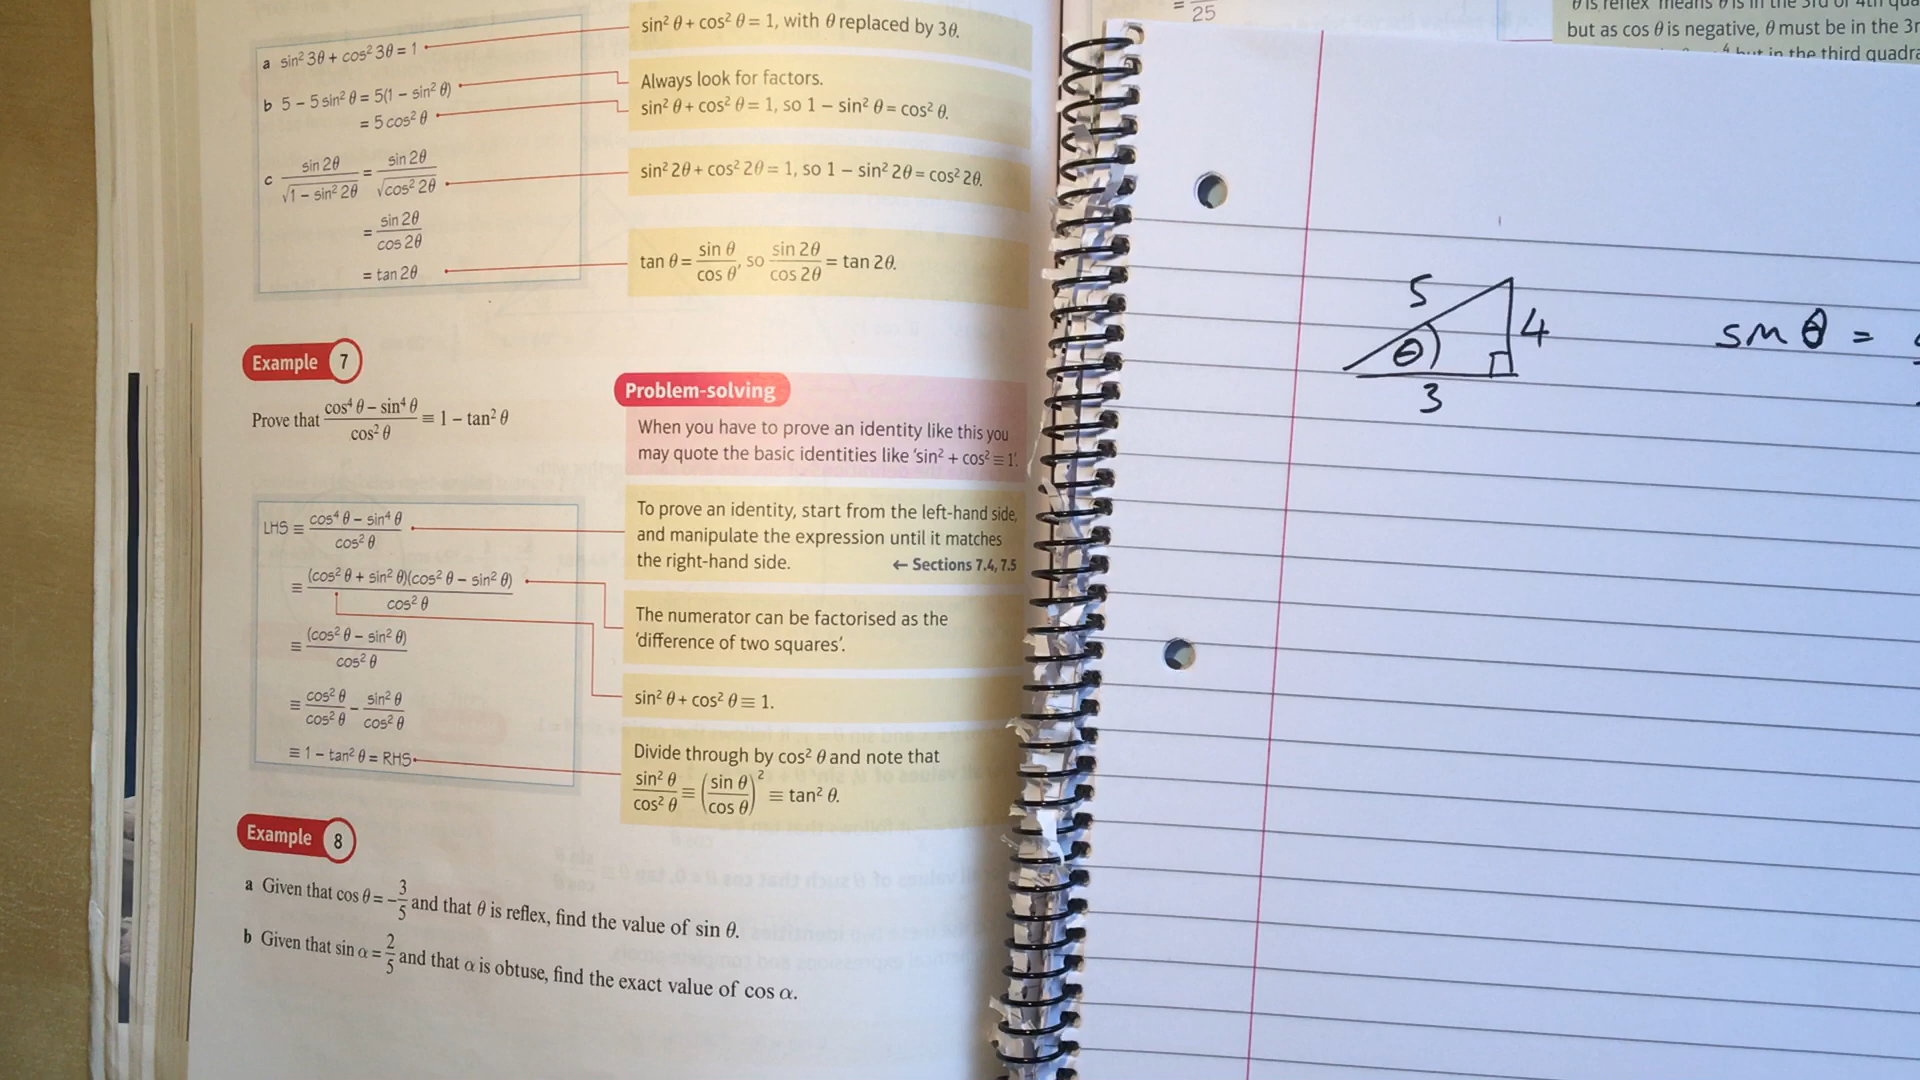 a sin² 3θ + cos² 3θ = 1
sin² θ + cos² θ = 1, with θ replaced by 3θ.
b 5 − 5 sin² θ = 5(1 − sin² θ)
= 5 cos² θ
Always look for factors.
sin² θ + cos² θ = 1, so 1 − sin² θ = cos² θ.
c sin 2θ / √(1 − sin² 2θ) = sin 2θ / √(cos² 2θ)
sin² 2θ + cos² 2θ = 1, so 1 − sin² 2θ = cos² 2θ.
= sin 2θ / cos 2θ
= tan 2θ
tan θ = sin θ / cos θ, so sin 2θ / cos 2θ = tan 2θ.
Example 7
Prove that (cos⁴ θ − sin⁴ θ) / cos² θ ≡ 1 − tan² θ
Problem-solving
When you have to prove an identity like this you
may quote the basic identities like 'sin² + cos² ≡ 1'.
LHS ≡ (cos⁴ θ − sin⁴ θ) / cos² θ
≡ (cos² θ + sin² θ)(cos² θ − sin² θ) / cos² θ
≡ (cos² θ − sin² θ) / cos² θ
≡ cos² θ / cos² θ − sin² θ / cos² θ
≡ 1 − tan² θ = RHS
To prove an identity, start from the left-hand side,
and manipulate the expression until it matches
the right-hand side. ← Sections 7.4, 7.5
The numerator can be factorised as the
'difference of two squares'.
sin² θ + cos² θ ≡ 1.
Divide through by cos² θ and note that
sin² θ / cos² θ ≡ (sin θ / cos θ)² ≡ tan² θ.
Example 8
a Given that cos θ = −3/5 and that θ is reflex, find the value of sin θ.
b Given that sin α = 2/5 and that α is obtuse, find the exact value of cos α.
= 25
but as cos θ is negative, θ must be in the
but in the third
5
4
θ
3
sin θ =